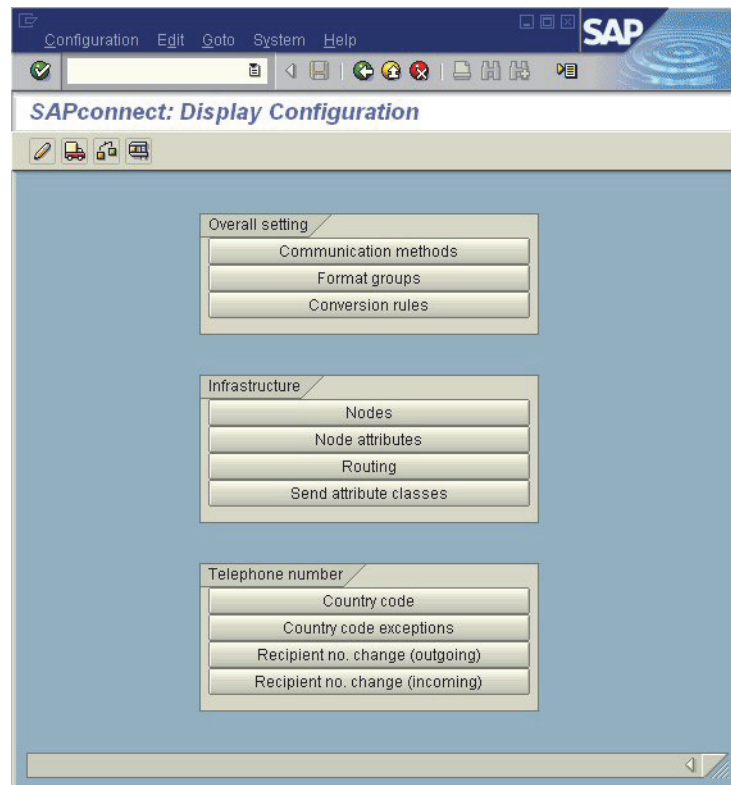 Configuration Edit Goto System Help
SAP
SAPconnect: Display Configuration
Overall setting
Communication methods
Format groups
Conversion rules
Infrastructure
Nodes
Node attributes
Routing
Send attribute classes
Telephone number
Country code
Country code exceptions
Recipient no. change (outgoing)
Recipient no. change (incoming)